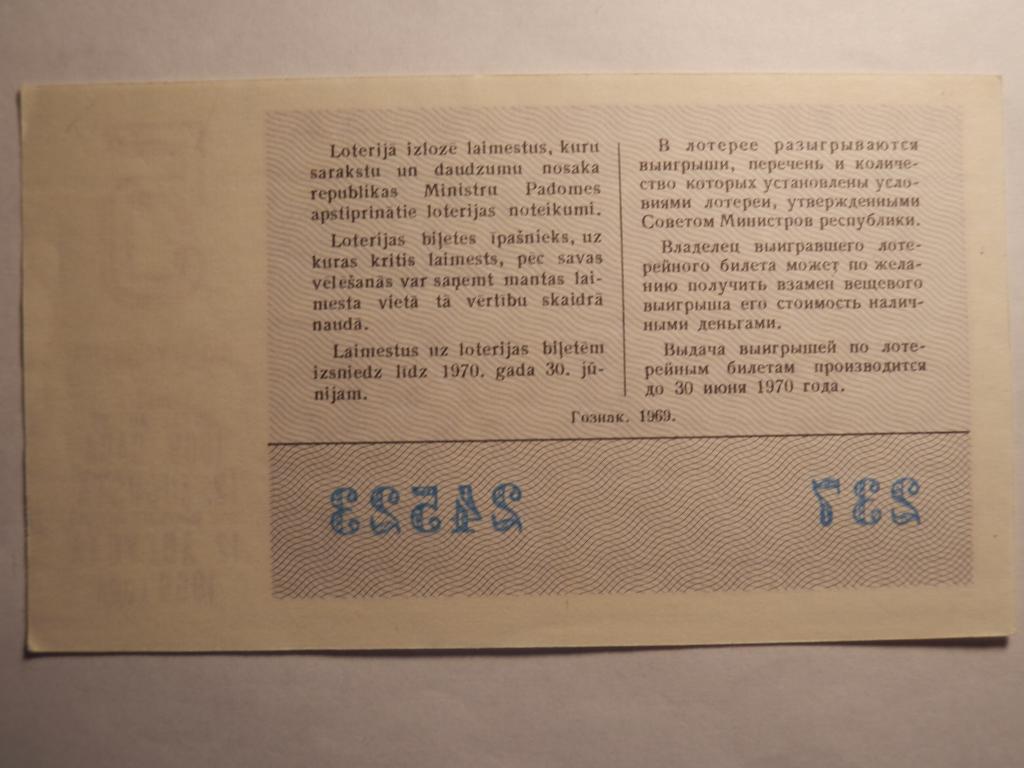 Loterijā izlozē laimestus, kuru
sarakstu un daudzumu nosaka
republikas Ministru Padomes
apstiprinātie loterijas noteikumi.
Loterijas biļetes īpašnieks, uz
kuras kritis laimests, pēc savas
vēlēšanās var saņemt mantas lai-
mesta vietā tā vērtību skaidrā
naudā.
Laimestus uz loterijas biļetēm
izsniedz līdz 1970. gada 30. jū-
nijam.
В лотерее разыгрываются
выигрыши, перечень и количе-
ство которых установлены усло-
виями лотереи, утвержденными
Советом Министров республики.
Владелец выигравшего лоте-
рейного билета может по жела-
нию получить взамен вещевого
выигрыша его стоимость налич-
ными деньгами.
Выдача выигрышей по лоте-
рейным билетам производится
до 30 июня 1970 года.
Гознак. 1969.
24523
237